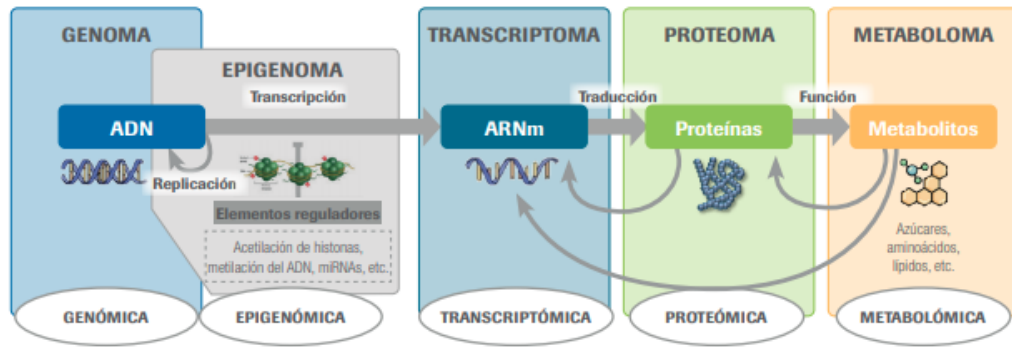 GENOMA
EPIGENOMA
TRANSCRIPTOMA
PROTEOMA
METABOLOMA
Transcripción
Traducción
Función
ADN
ARNm
Proteínas
Metabolitos
Replicación
Elementos reguladores
Acetilación de histonas,
metilación del ADN, miRNAs, etc.
Azúcares,
aminoácidos,
lípidos, etc.
GENÓMICA
EPIGENÓMICA
TRANSCRIPTÓMICA
PROTEÓMICA
METABOLÓMICA